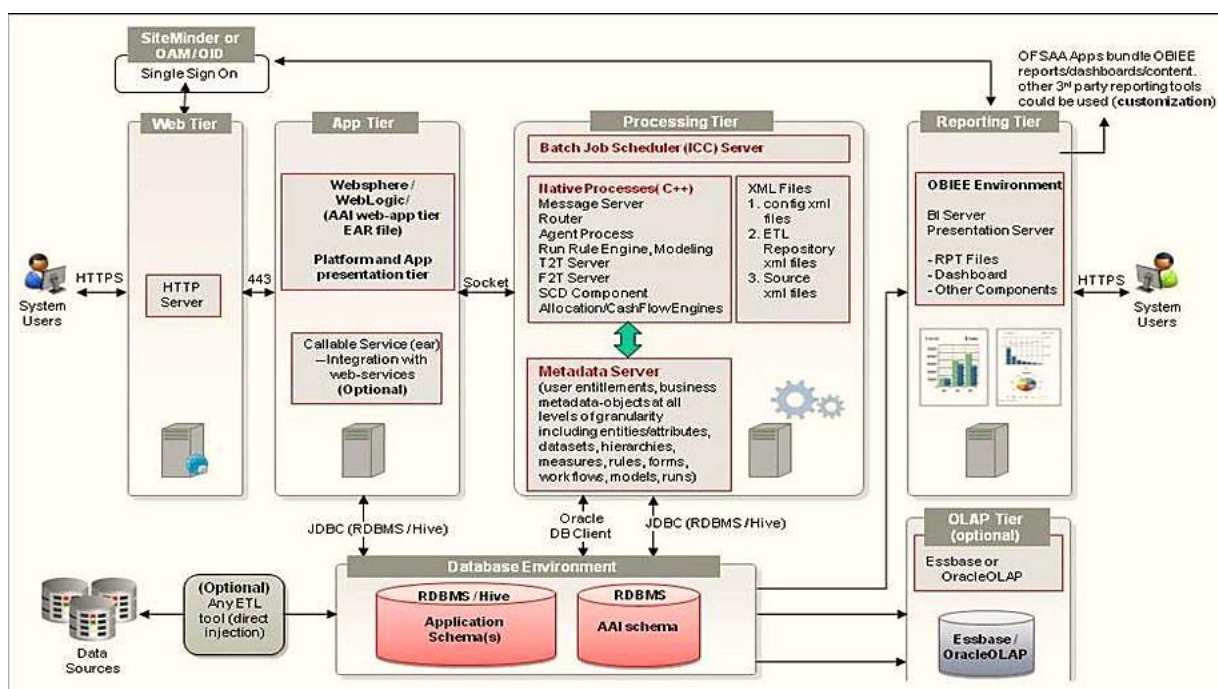 SiteMinder or
OAM/OID
Single Sign On
OFSAA Apps bundle OBIEE
reports/dashboards/content.
other 3rd party reporting tools
could be used (customization)
Web Tier
App Tier
Processing Tier
Reporting Tier
System
Users
HTTPS
HTTP
Server
443
Websphere /
WebLogic/
(AAI web-app tier
EAR file)
Platform and App
presentation tier
Callable Service (ear)
—Integration with
web-services
(Optional)
Socket
Batch Job Scheduler (ICC) Server
Native Processes( C++)
Message Server
Router
Agent Process
Run Rule Engine, Modeling
T2T Server
F2T Server
SCD Component
Allocation/CashFlowEngines
XML Files
1. config xml
files
2. ETL
Repository
xml files
3. Source
xml files
Metadata Server
(user entitlements, business
metadata-objects at all
levels of granularity
including entities/attributes,
datasets, hierarchies,
measures, rules, forms,
workflows, models, runs)
OBIEE Environment
BI Server
Presentation Server
- RPT Files
- Dashboard
- Other Components
HTTPS
System
Users
JDBC (RDBMS /Hive)
Oracle
DB Client
JDBC (RDBMS /Hive)
Data
Sources
(Optional)
Any ETL
tool (direct
injection)
Database Environment
RDBMS / Hive
Application
Schema(s)
RDBMS
AAI schema
OLAP Tier
(optional)
Essbase or
OracleOLAP
Essbase /
OracleOLAP